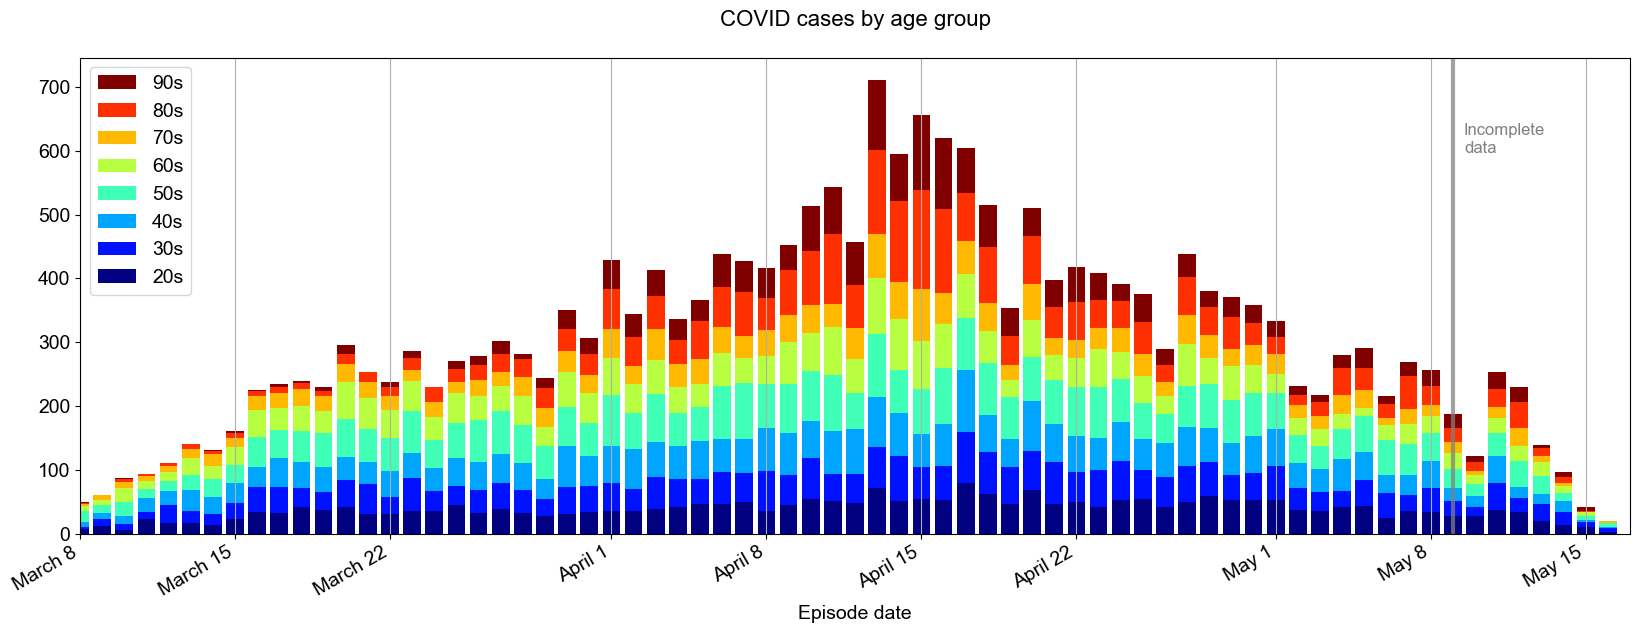 COVID cases by age group
700
600
500
400
300
200
100
0
90s
80s
70s
60s
50s
40s
30s
20s
Incomplete
data
March 8
March 15
March 22
April 1
April 8
April 15
April 22
May 1
May 8
May 15
Episode date